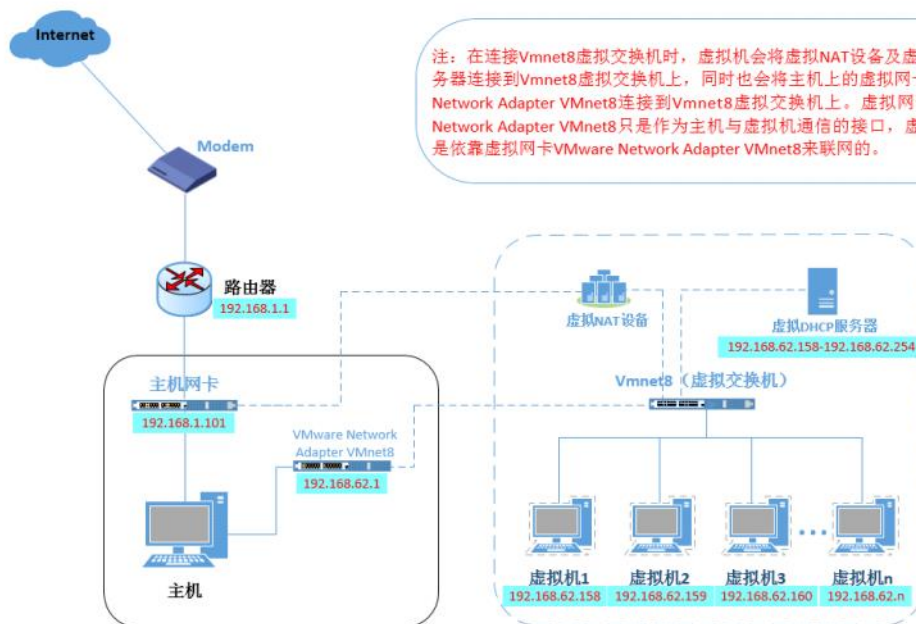 Internet
注：在连接Vmnet8虚拟交换机时，虚拟机会将虚拟NAT设备及虚
务器连接到Vmnet8虚拟交换机上，同时也会将主机上的虚拟网
Network Adapter VMnet8连接到Vmnet8虚拟交换机上。虚拟网
Network Adapter VMnet8只是作为主机与虚拟机通信的接口，虚
是依靠虚拟网卡VMware Network Adapter VMnet8来联网的。
Modem
路由器
192.168.1.1
虚拟NAT设备
虚拟DHCP服务器
192.168.62.158-192.168.62.254
主机网卡
192.168.1.101
Vmnet8（虚拟交换机）
VMware Network
Adapter VMnet8
192.168.62.1
主机
虚拟机1
192.168.62.158
虚拟机2
192.168.62.159
虚拟机3
192.168.62.160
虚拟机n
192.168.62.n